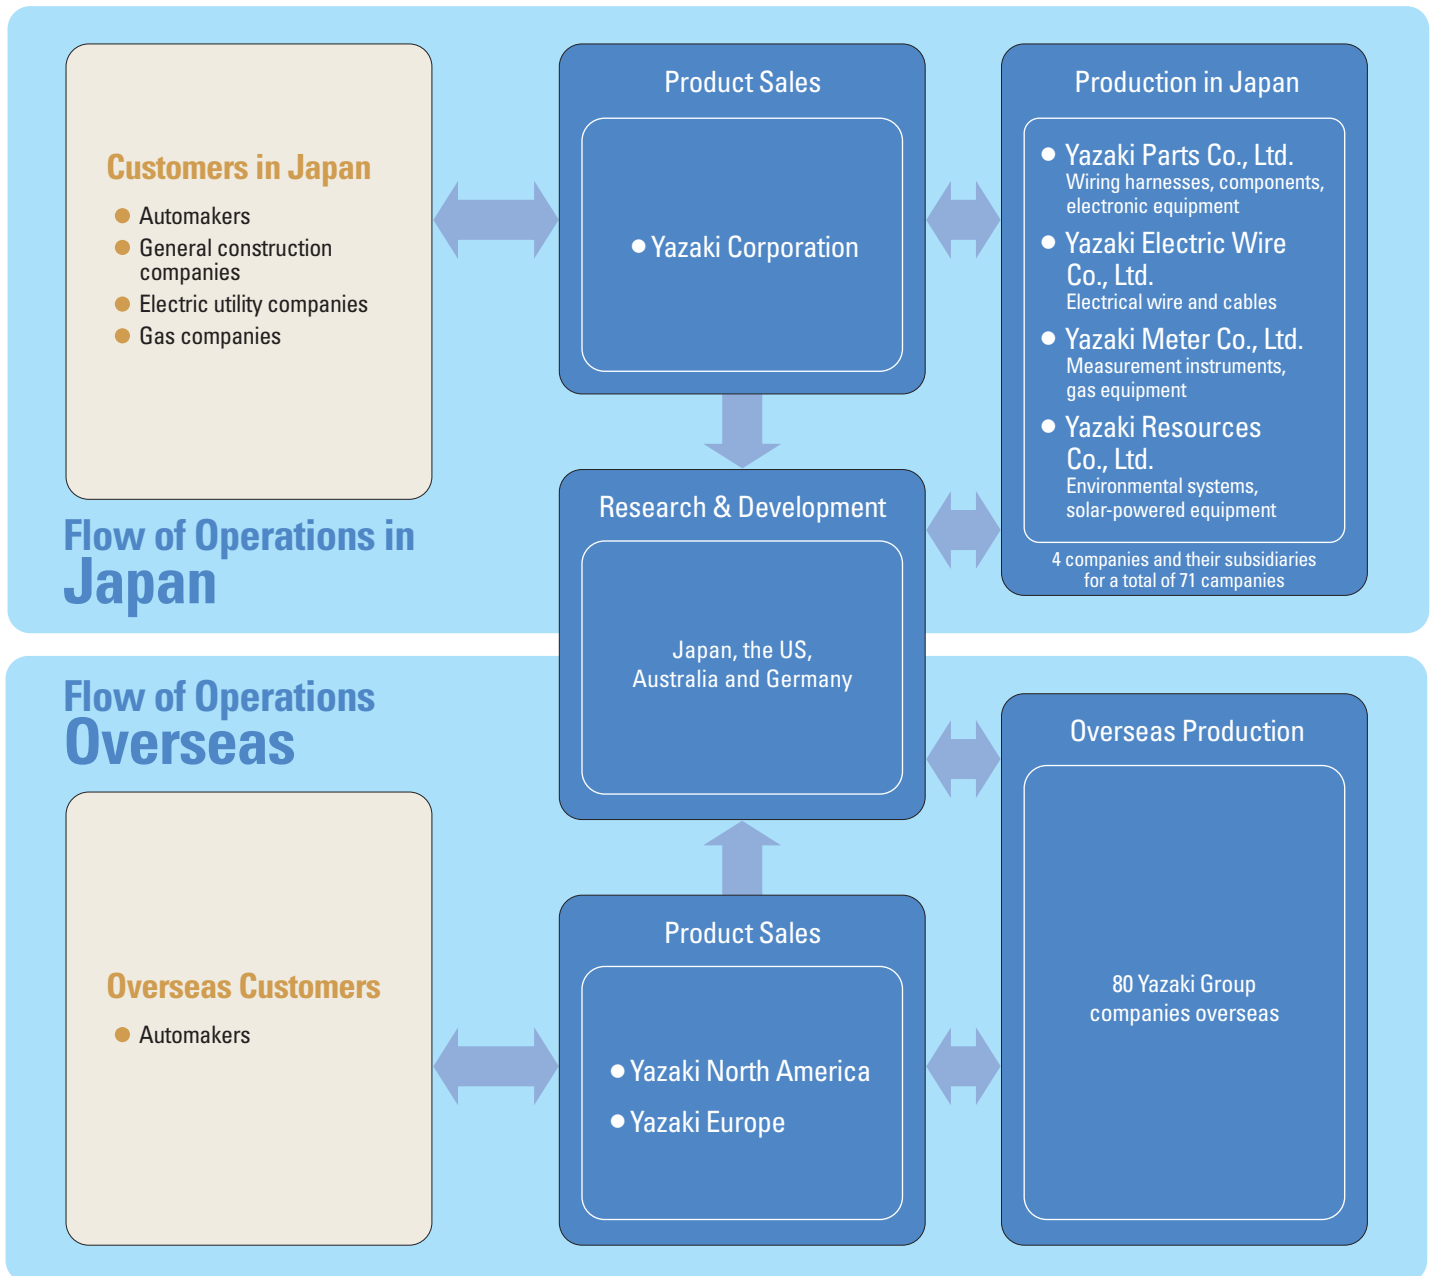 Customers in Japan
Automakers
General construction
companies
Electric utility companies
Gas companies
Product Sales
Yazaki Corporation
Production in Japan
Yazaki Parts Co., Ltd.
Wiring harnesses, components,
electronic equipment
Yazaki Electric Wire
Co., Ltd.
Electrical wire and cables
Yazaki Meter Co., Ltd.
Measurement instruments,
gas equipment
Yazaki Resources
Co., Ltd.
Environmental systems,
solar-powered equipment
4 companies and their subsidiaries
for a total of 71 campanies
Flow of Operations in
Japan
Research & Development
Japan, the US,
Australia and Germany
Flow of Operations
Overseas
Overseas Customers
Automakers
Product Sales
Yazaki North America
Yazaki Europe
Overseas Production
80 Yazaki Group
companies overseas